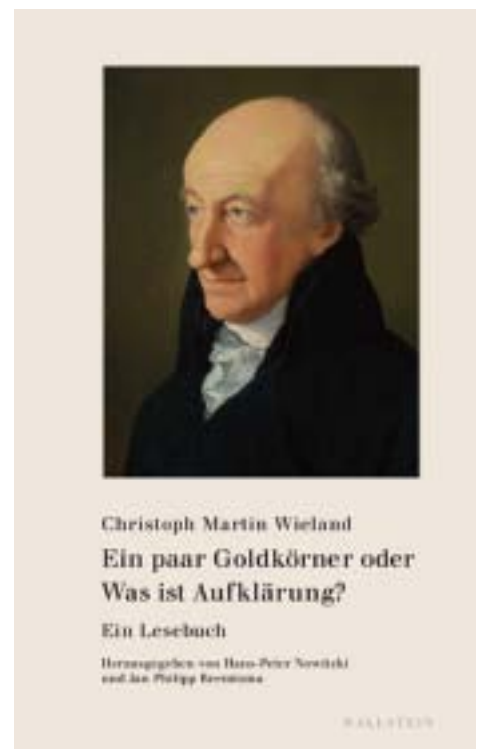 Christoph Martin Wieland
Ein paar Goldkörner oder
Was ist Aufklärung?
Ein Lesebuch
Herausgegeben von Hans-Peter Nowitzki
und Jan Philipp Reemtsma
WALLSTEIN